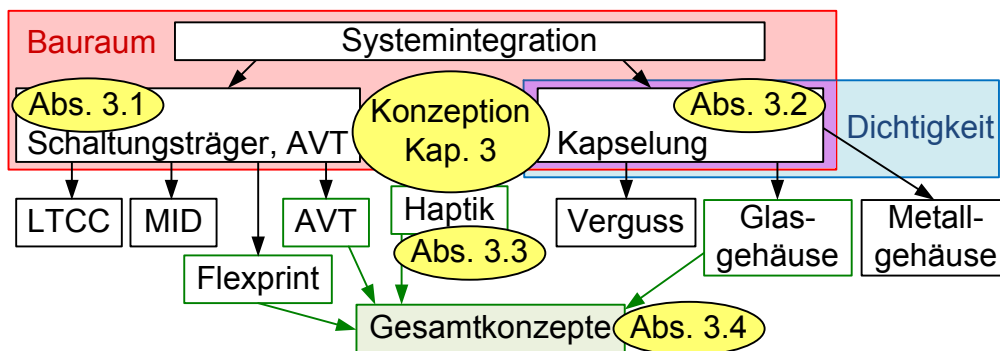 Bauraum
Systemintegration
Abs. 3.1
Schaltungsträger, AVT
Konzeption
Kap. 3
Abs. 3.2
Kapselung
Dichtigkeit
LTCC
MID
AVT
Haptik
Verguss
Glas-
gehäuse
Metall-
gehäuse
Abs. 3.3
Flexprint
Gesamtkonzepte
Abs. 3.4